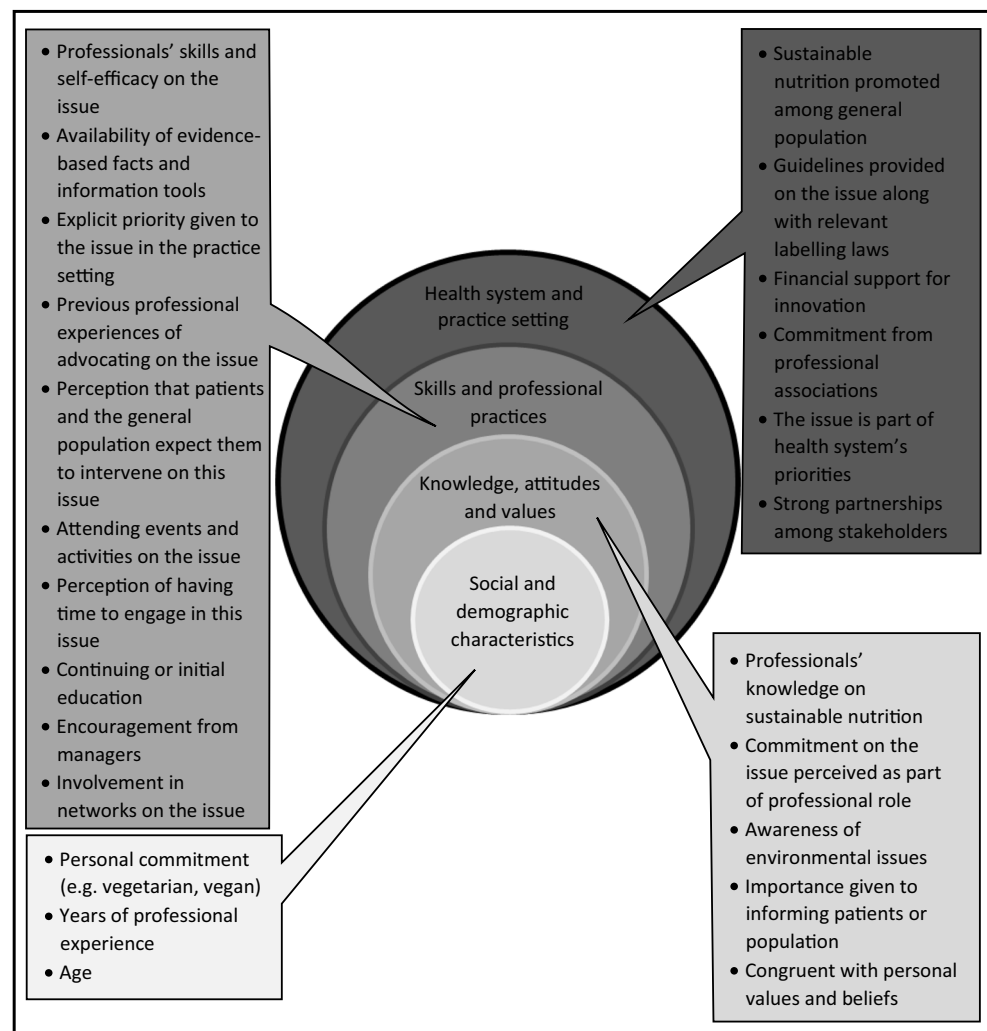 • Professionals’ skills and
self-efficacy on the
issue
• Availability of evidence-
based facts and
information tools
• Explicit priority given to
the issue in the practice
setting
• Previous professional
experiences of
advocating on the issue
• Perception that patients
and the general
population expect them
to intervene on this
issue
• Attending events and
activities on the issue
• Perception of having
time to engage in this
issue
• Continuing or initial
education
• Encouragement from
managers
• Involvement in
networks on the issue
• Personal commitment
(e.g. vegetarian, vegan)
• Years of professional
experience
• Age
Health system and
practice setting
Skills and professional
practices
Knowledge, attitudes
and values
Social and
demographic
characteristics
• Sustainable
nutrition promoted
among general
population
• Guidelines provided
on the issue along
with relevant
labelling laws
• Financial support for
innovation
• Commitment from
professional
associations
• The issue is part of
health system’s
priorities
• Strong partnerships
among stakeholders
• Professionals’
knowledge on
sustainable nutrition
• Commitment on the
issue perceived as part
of professional role
• Awareness of
environmental issues
• Importance given to
informing patients or
population
• Congruent with personal
values and beliefs